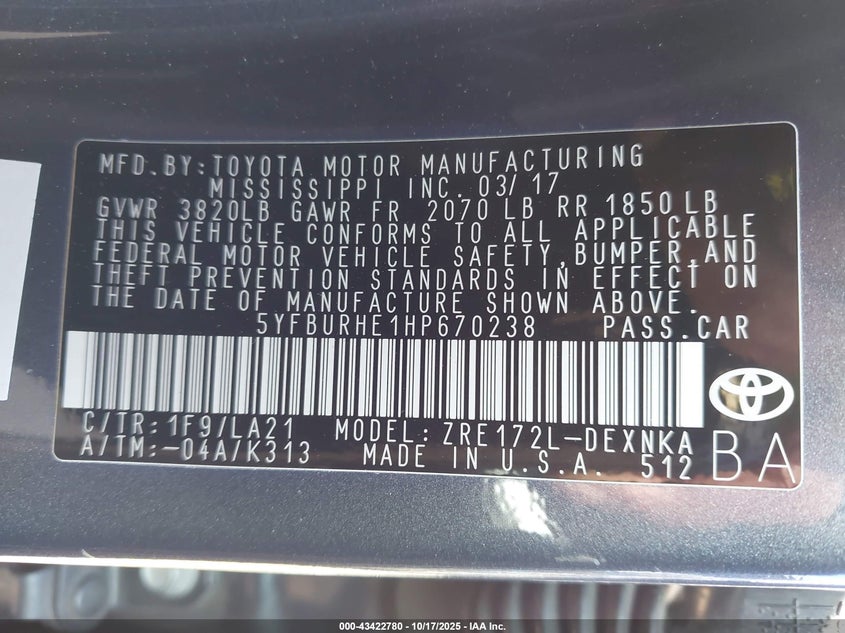 MFD.BY:TOYOTA MOTOR MANUFACTURING
MISSISSIPPI INC. 03/17
GVWR 3820LB GAWR FR 2070 LB RR 1850LB
THIS VEHICLE CONFORMS TO ALL APPLICABLE
FEDERAL MOTOR VEHICLE SAFETY,BUMPER,AND
THEFT PREVENTION STANDARDS IN EFFECT ON
THE DATE OF MANUFACTURE SHOWN ABOVE.
5YFBURHE1HP670238 PASS.CAR
C/TR:1F9/LA21 MODEL:ZRE172L-DEXNKA
A/TM:-04A/K313 MADE IN U.S.A. 512
BA
000-43422780 - 10/17/2025 - IAA Inc.